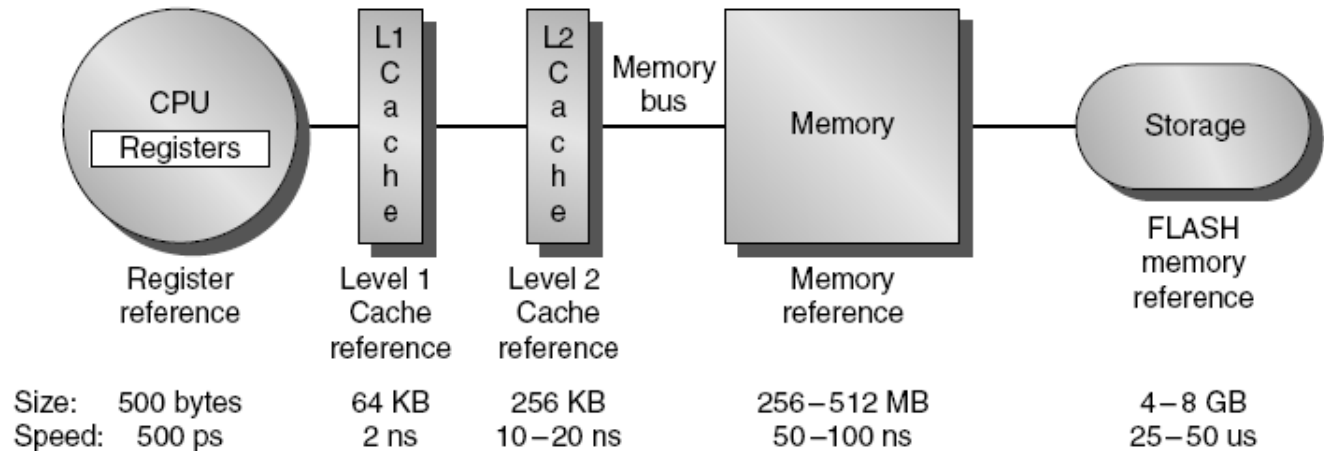 CPU
Registers
L1
C
a
c
h
e
L2
C
a
c
h
e
Memory
bus
Memory
Storage
Register
reference
Level 1
Cache
reference
Level 2
Cache
reference
Memory
reference
FLASH
memory
reference
Size: 500 bytes 64 KB 256 KB 256–512 MB 4–8 GB
Speed: 500 ps 2 ns 10–20 ns 50–100 ns 25–50 us